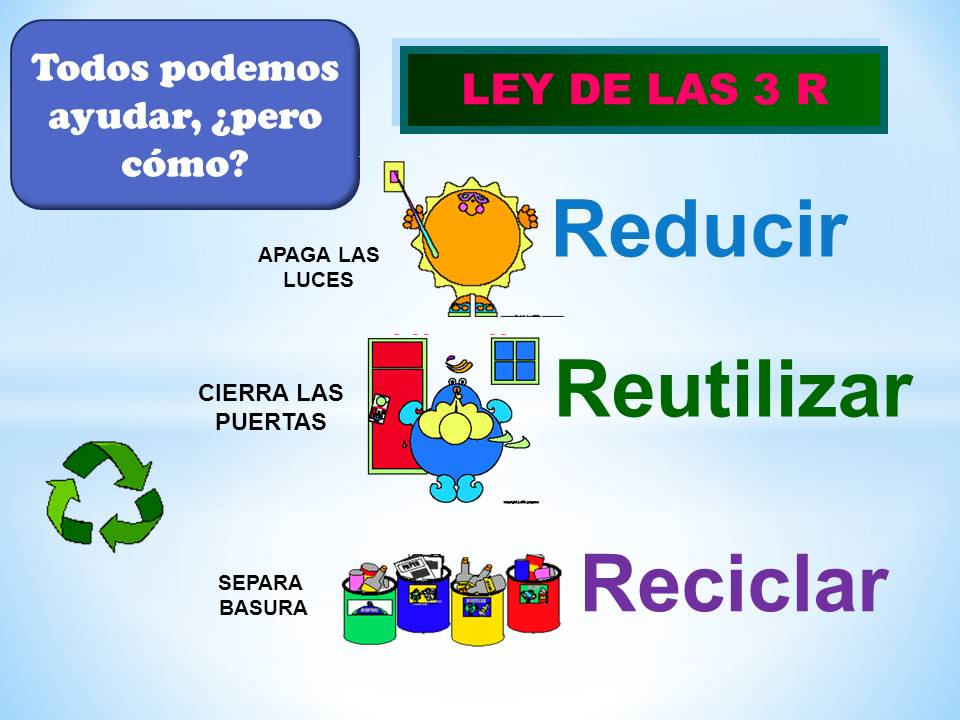 Todos podemos
ayudar, ¿pero
cómo?
LEY DE LAS 3 R
APAGA LAS
LUCES
Reducir
CIERRA LAS
PUERTAS
Reutilizar
SEPARA
BASURA
PAPER
Reciclar